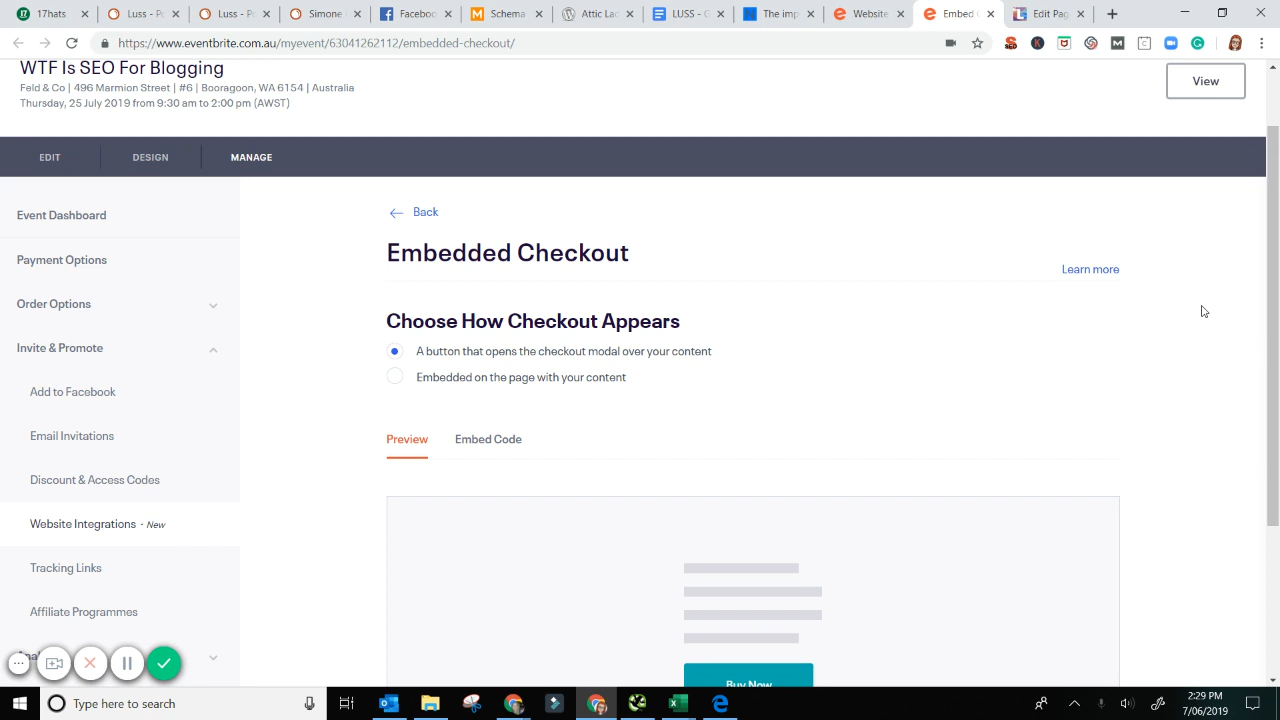 17hats
Luss - Po
Luss - Po
Simone
Faceboo
Schema
Attic Lac
LUSS - G
The imp
Website
Embed
Edit Pag
https://www.eventbrite.com.au/myevent/63041262112/embedded-checkout/
WTF Is SEO For Blogging
Feld & Co | 496 Marmion Street | #6 | Booragoon, WA 6154 | Australia
Thursday, 25 July 2019 from 9:30 am to 2:00 pm (AWST)
View
EDIT
DESIGN
MANAGE
Event Dashboard
Payment Options
Order Options
Invite & Promote
Add to Facebook
Email Invitations
Discount & Access Codes
Website Integrations · New
Tracking Links
Affiliate Programmes
Anal
Back
Embedded Checkout
Learn more
Choose How Checkout Appears
A button that opens the checkout modal over your content
Embedded on the page with your content
Preview
Embed Code
Buy Now
Type here to search
2:29 PM
7/06/2019